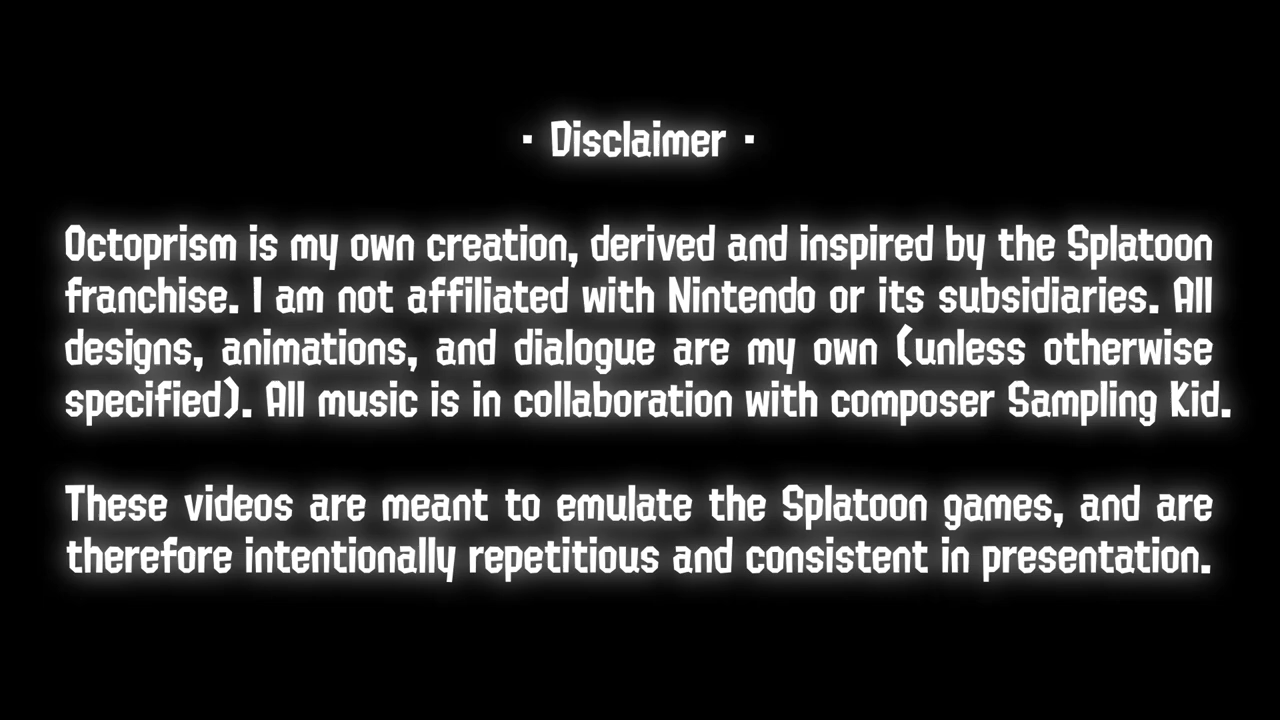 · Disclaimer ·
Octoprism is my own creation, derived and inspired by the Splatoon
franchise. I am not affiliated with Nintendo or its subsidiaries. All
designs, animations, and dialogue are my own (unless otherwise
specified). All music is in collaboration with composer Sampling Kid.
These videos are meant to emulate the Splatoon games, and are
therefore intentionally repetitious and consistent in presentation.